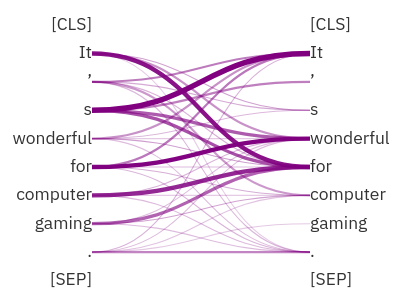 [CLS] [CLS]
It It
' '
s s
wonderful wonderful
for for
computer computer
gaming gaming
. .
[SEP] [SEP]